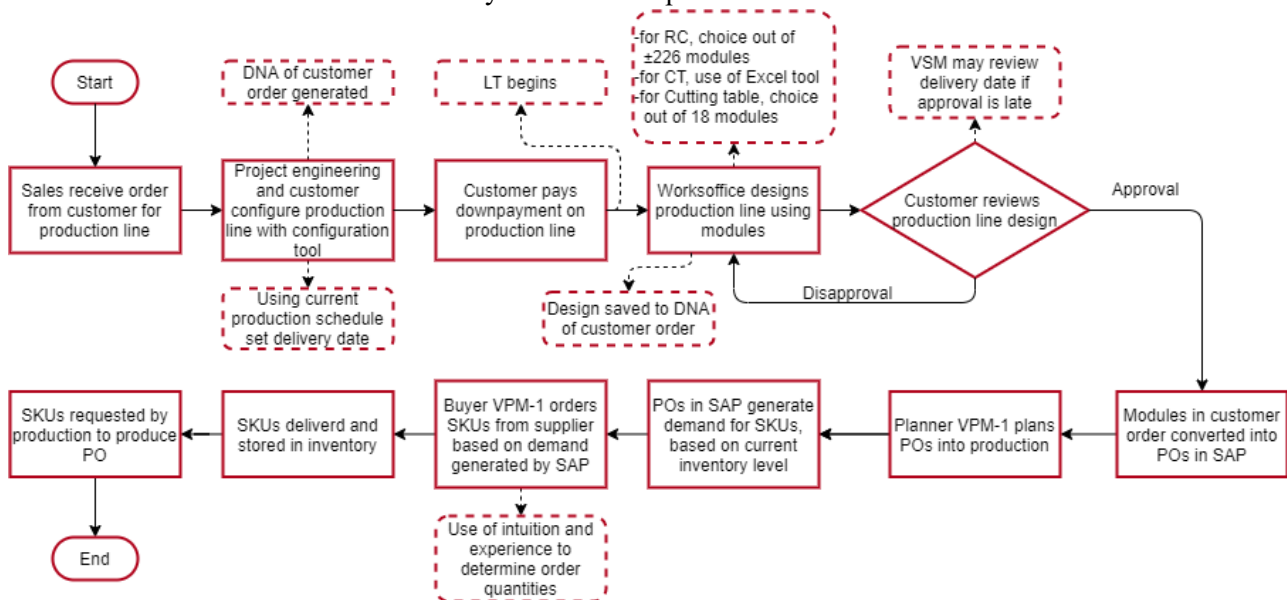 Start
DNA of customer
order generated
LT begins
-for RC, choice out of
±226 modules
-for CT, use of Excel tool
-for Cutting table, choice
out of 18 modules
VSM may review
delivery date if
approval is late
Sales receive order
from customer for
production line
Project engineering
and customer
configure production
line with configuration
tool
Customer pays
downpayment on
production line
Worksoffice designs
production line using
modules
Customer reviews
production line design
Approval
Disapproval
Using current
production schedule
set delivery date
Design saved to DNA
of customer order
SKUs requested by
production to produce
PO
SKUs deliverd and
stored in inventory
Buyer VPM-1 orders
SKUs from supplier
based on demand
generated by SAP
POs in SAP generate
demand for SKUs,
based on current
inventory level
Planner VPM-1 plans
POs into production
Modules in customer
order converted into
POs in SAP
Use of intuition and
experience to
determine order
quantities
End